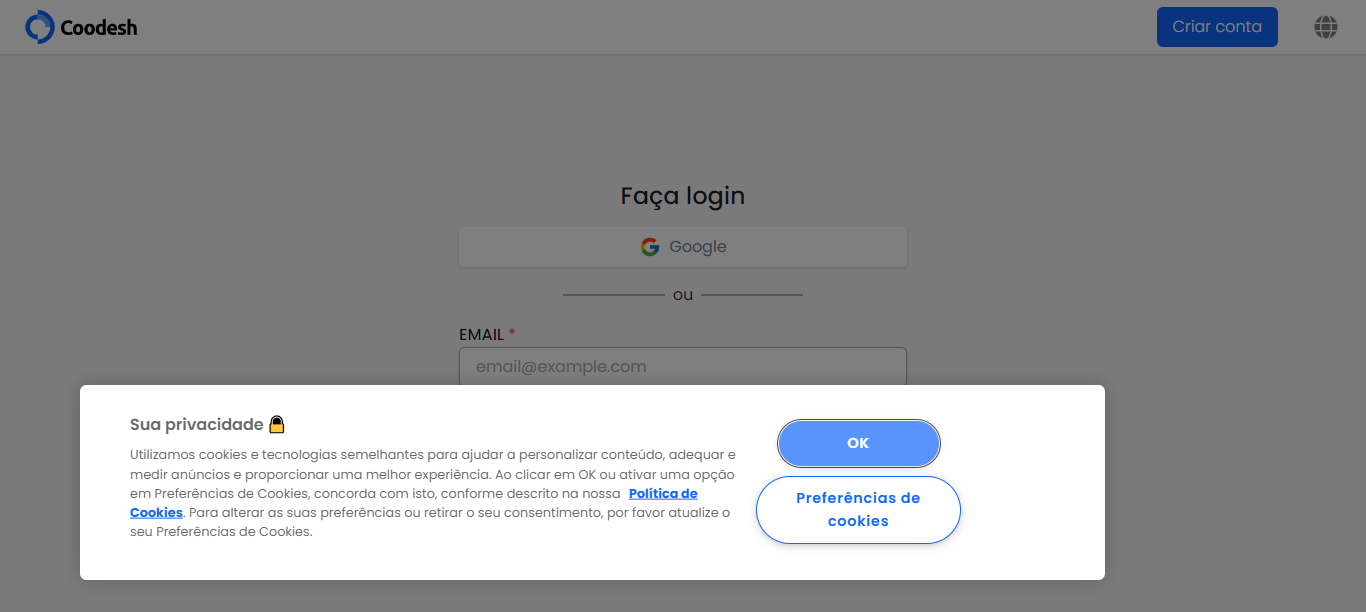 Coodesh
Criar conta
Faça login
Google
ou
EMAIL *
email@example.com
Sua privacidade
Utilizamos cookies e tecnologias semelhantes para ajudar a personalizar conteúdo, adequar e
medir anúncios e proporcionar uma melhor experiência. Ao clicar em OK ou ativar uma opção
em Preferências de Cookies, concorda com isto, conforme descrito na nossa Política de
Cookies. Para alterar as suas preferências ou retirar o seu consentimento, por favor atualize o
seu Preferências de Cookies.
OK
Preferências de
cookies